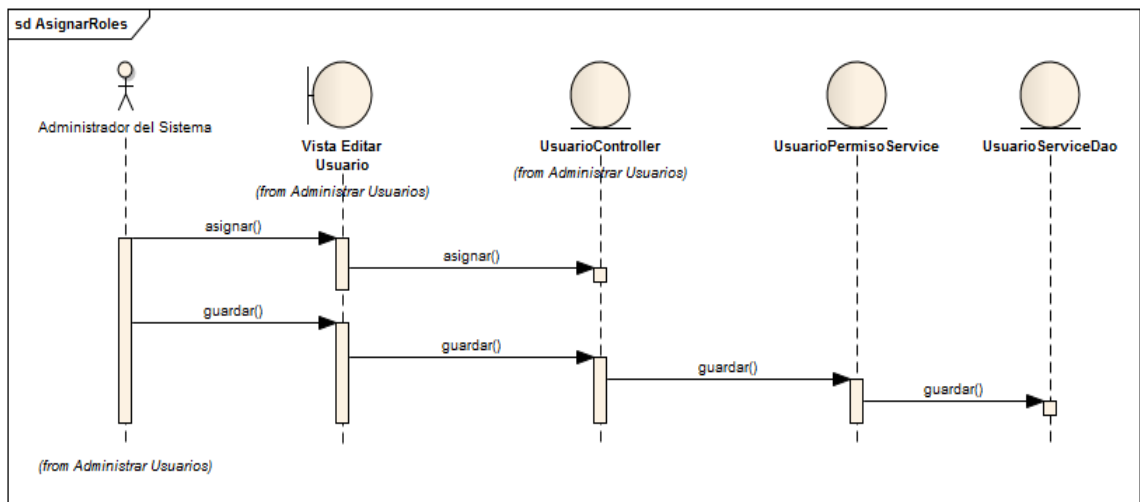 sd AsignarRoles
Administrador del Sistema
Vista Editar
Usuario
(from Administrar Usuarios)
UsuarioController
(from Administrar Usuarios)
UsuarioPermisoService
UsuarioServiceDao
asignar()
asignar()
guardar()
guardar()
guardar()
guardar()
(from Administrar Usuarios)